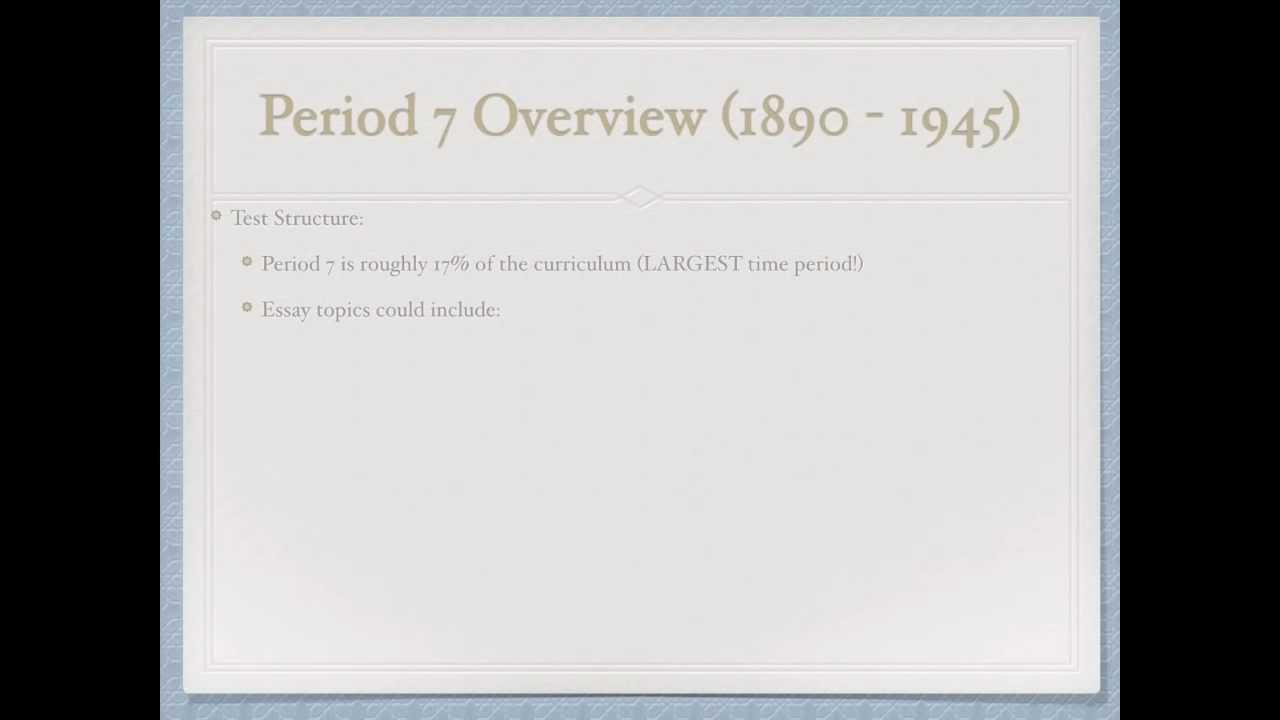 Period 7 Overview (1890 - 1945)
Test Structure:
Period 7 is roughly 17% of the curriculum (LARGEST time period!)
Essay topics could include: